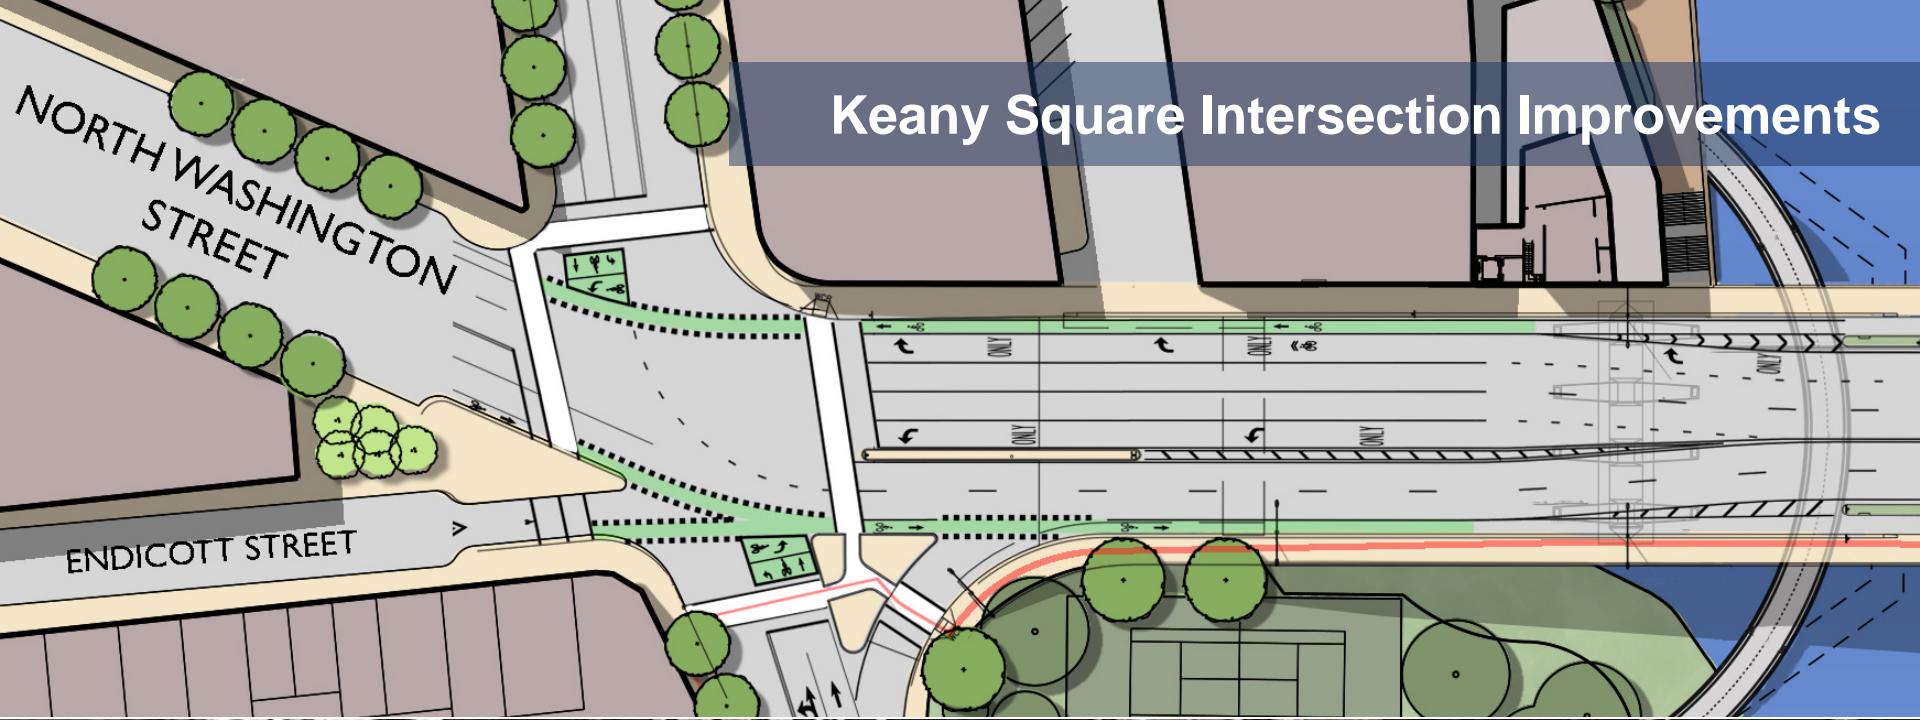 Keany Square Intersection Improvements
NORTH WASHINGTON
STREET
ENDICOTT STREET
ONLY
ONLY
ONLY
ONLY
ONLY